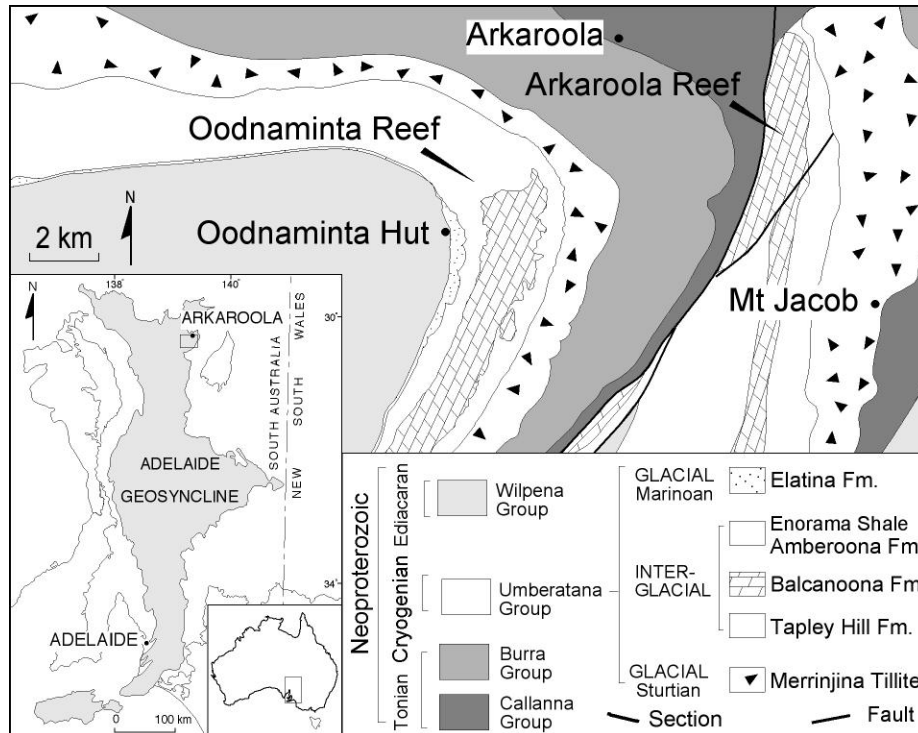 Arkaroola
Arkaroola Reef
Oodnaminta Reef
N
2 km
Oodnaminta Hut
Mt Jacob
138°
140°
N
ARKAROOLA
30°
SOUTH AUSTRALIA
NEW SOUTH WALES
ADELAIDE
GEOSYNCLINE
34°
ADELAIDE
0 100 km
Neoproterozoic
Tonian Cryogenian Ediacaran
Wilpena
Group
Umberatana
Group
Burra
Group
Callanna
Group
GLACIAL
Marinoan
Elatina Fm.
INTER-
GLACIAL
Enorama Shale
Amberoona Fm.
Balcanoona Fm.
Tapley Hill Fm.
GLACIAL
Sturtian
Merrinjina Tillite
Section
Fault